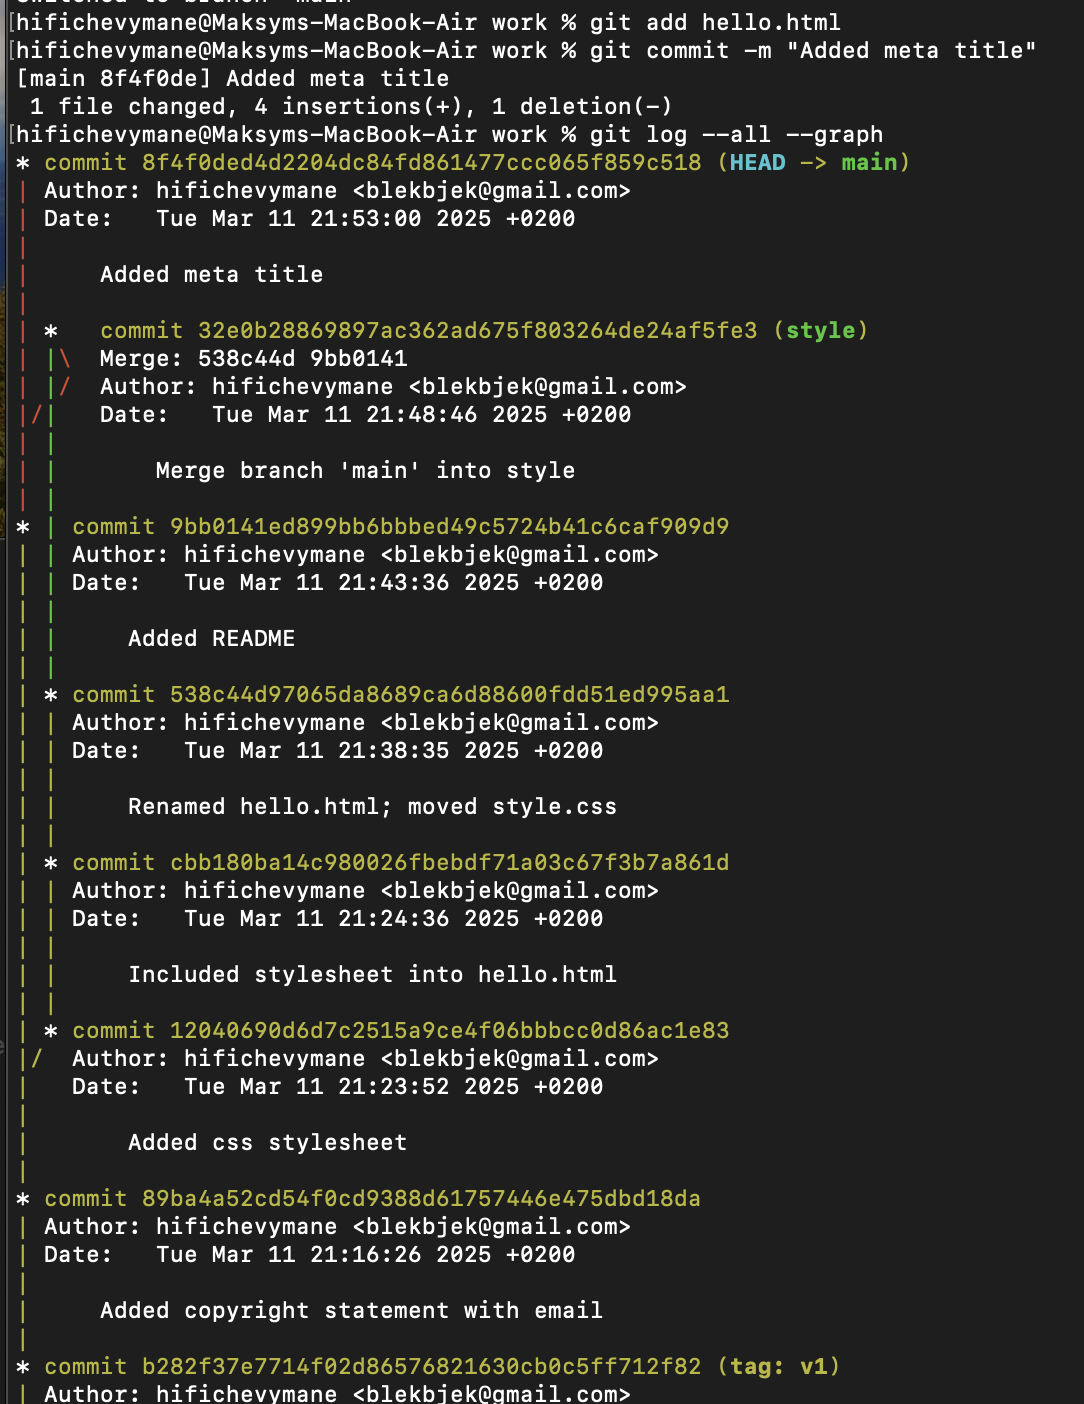 Switched to branch 'main'
[hifichevymane@Maksyms-MacBook-Air work % git add hello.html
[hifichevymane@Maksyms-MacBook-Air work % git commit -m "Added meta title"
[main 8f4f0de] Added meta title
 1 file changed, 4 insertions(+), 1 deletion(-)
[hifichevymane@Maksyms-MacBook-Air work % git log --all --graph
* commit 8f4f0ded4d2204dc84fd861477ccc065f859c518 (HEAD -> main)
| Author: hifichevymane <blekbjek@gmail.com>
| Date:   Tue Mar 11 21:53:00 2025 +0200
|
|     Added meta title
|
| *   commit 32e0b28869897ac362ad675f803264de24af5fe3 (style)
| |\  Merge: 538c44d 9bb0141
| |/  Author: hifichevymane <blekbjek@gmail.com>
|/|   Date:   Tue Mar 11 21:48:46 2025 +0200
| |
| |       Merge branch 'main' into style
| |
* | commit 9bb0141ed899bb6bbbed49c5724b41c6caf909d9
| | Author: hifichevymane <blekbjek@gmail.com>
| | Date:   Tue Mar 11 21:43:36 2025 +0200
| |
| |     Added README
| |
| * commit 538c44d97065da8689ca6d88600fdd51ed995aa1
| | Author: hifichevymane <blekbjek@gmail.com>
| | Date:   Tue Mar 11 21:38:35 2025 +0200
| |
| |     Renamed hello.html; moved style.css
| |
| * commit cbb180ba14c980026fbebdf71a03c67f3b7a861d
| | Author: hifichevymane <blekbjek@gmail.com>
| | Date:   Tue Mar 11 21:24:36 2025 +0200
| |
| |     Included stylesheet into hello.html
| |
| * commit 12040690d6d7c2515a9ce4f06bbbcc0d86ac1e83
|/  Author: hifichevymane <blekbjek@gmail.com>
|   Date:   Tue Mar 11 21:23:52 2025 +0200
|
|       Added css stylesheet
|
* commit 89ba4a52cd54f0cd9388d61757446e475dbd18da
| Author: hifichevymane <blekbjek@gmail.com>
| Date:   Tue Mar 11 21:16:26 2025 +0200
|
|     Added copyright statement with email
|
* commit b282f37e7714f02d86576821630cb0c5ff712f82 (tag: v1)
| Author: hifichevymane <blekbjek@gmail.com>